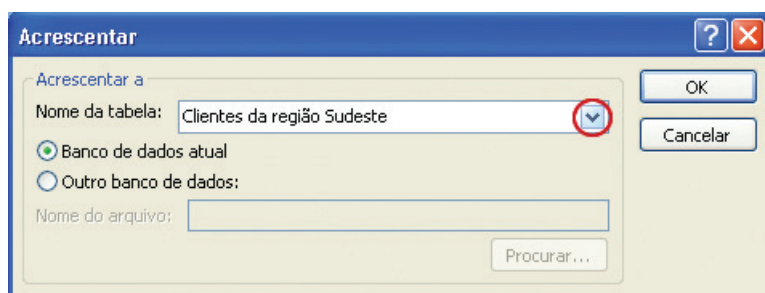 Acrescentar
Acrescentar a
OK
Nome da tabela: Clientes da região Sudeste
Cancelar
Banco de dados atual
Outro banco de dados:
Nome do arquivo:
Procurar...